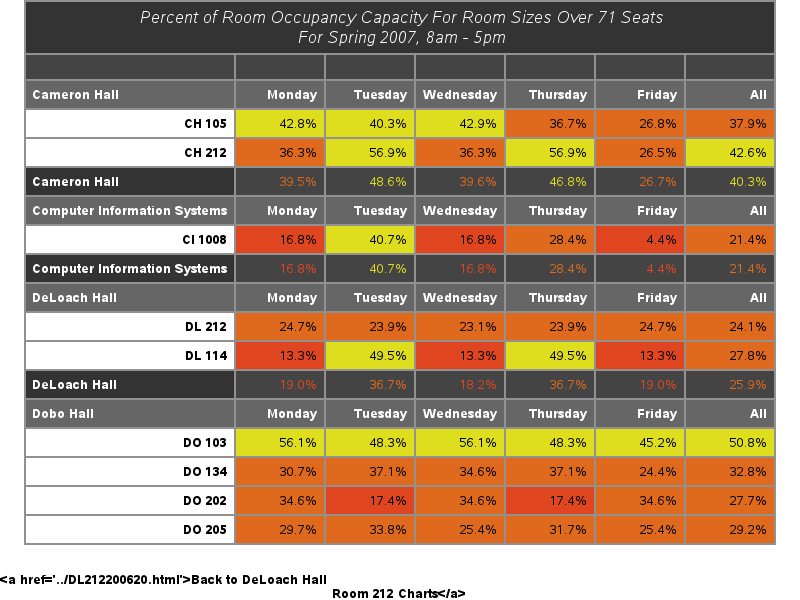 Percent of Room Occupancy Capacity For Room Sizes Over 71 Seats
For Spring 2007, 8am - 5pm
Cameron Hall Monday Tuesday Wednesday Thursday Friday All
CH 105 42.8% 40.3% 42.9% 36.7% 26.8% 37.9%
CH 212 36.3% 56.9% 36.3% 56.9% 26.5% 42.6%
Cameron Hall 39.5% 48.6% 39.6% 46.8% 26.7% 40.3%
Computer Information Systems Monday Tuesday Wednesday Thursday Friday All
CI 1008 16.8% 40.7% 16.8% 28.4% 4.4% 21.4%
Computer Information Systems 16.8% 40.7% 16.8% 28.4% 4.4% 21.4%
DeLoach Hall Monday Tuesday Wednesday Thursday Friday All
DL 212 24.7% 23.9% 23.1% 23.9% 24.7% 24.1%
DL 114 13.3% 49.5% 13.3% 49.5% 13.3% 27.8%
DeLoach Hall 19.0% 36.7% 18.2% 36.7% 19.0% 25.9%
Dobo Hall Monday Tuesday Wednesday Thursday Friday All
DO 103 56.1% 48.3% 56.1% 48.3% 45.2% 50.8%
DO 134 30.7% 37.1% 34.6% 37.1% 24.4% 32.8%
DO 202 34.6% 17.4% 34.6% 17.4% 34.6% 27.7%
DO 205 29.7% 33.8% 25.4% 31.7% 25.4% 29.2%
<a href='../DL212200620.html'>Back to DeLoach Hall
Room 212 Charts</a>